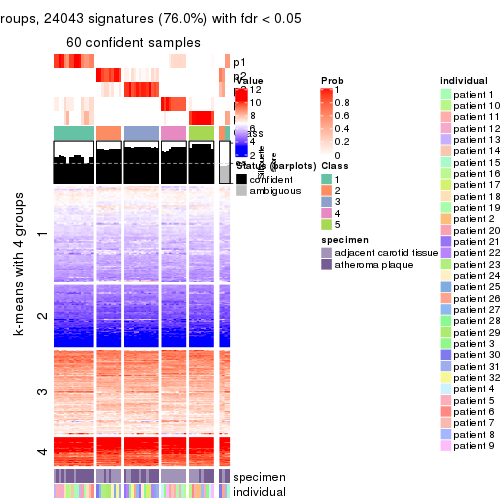 roups, 24043 signatures (76.0%) with fdr < 0.05
60 confident samples
p1
p2
Class
k-means with 4 groups
1
2
3
4
specimen
individual
Value
12
10
8
6
4
2
Status (barplots)
confident
ambiguous
Prob
1
0.8
0.6
0.4
0.2
0
Class
1
2
3
4
5
specimen
adjacent carotid tissue
atheroma plaque
individual
patient 1
patient 10
patient 11
patient 12
patient 13
patient 14
patient 15
patient 16
patient 17
patient 18
patient 19
patient 2
patient 20
patient 21
patient 22
patient 23
patient 24
patient 25
patient 26
patient 27
patient 28
patient 29
patient 3
patient 30
patient 31
patient 32
patient 4
patient 5
patient 6
patient 7
patient 8
patient 9